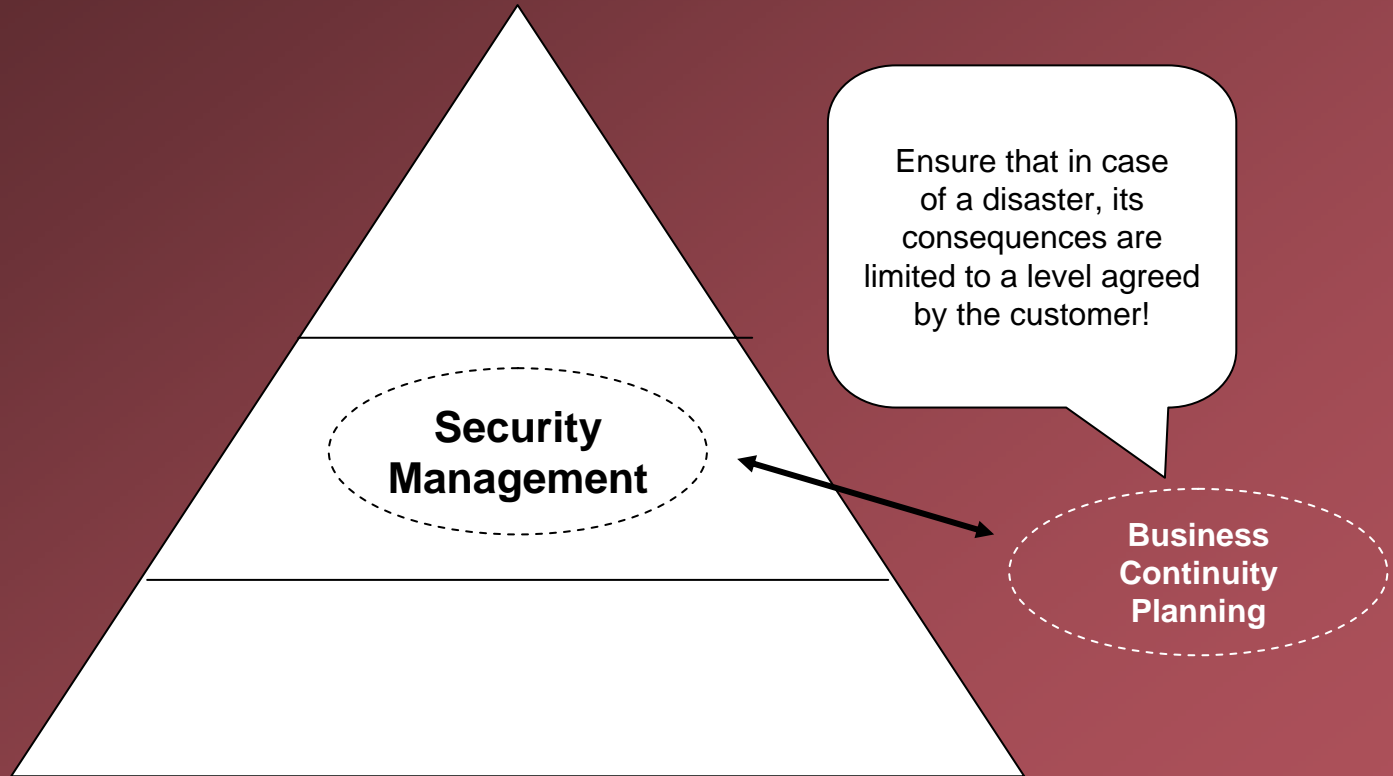 Ensure that in case
of a disaster, its
consequences are
limited to a level agreed
by the customer!
Security
Management
Business
Continuity
Planning